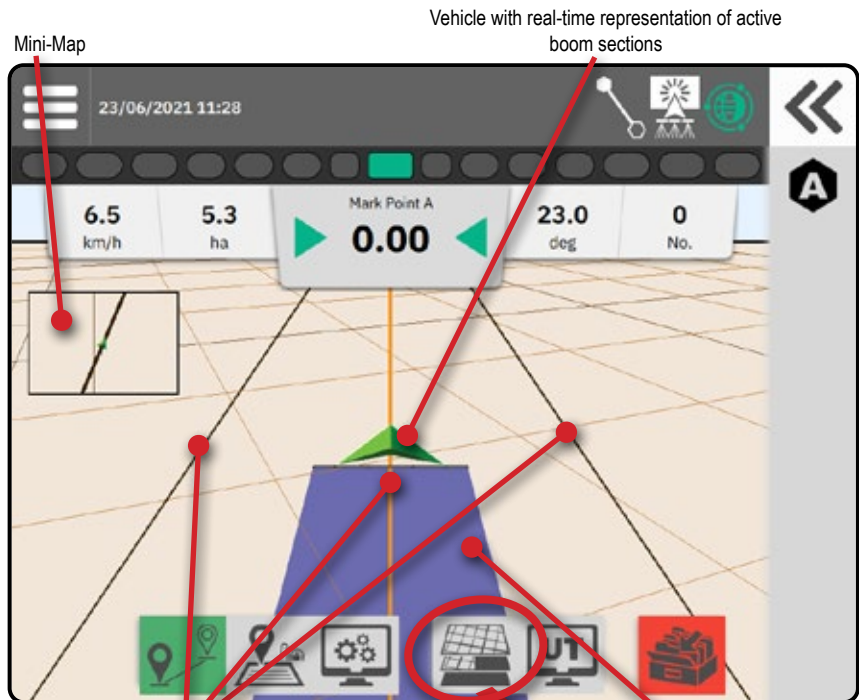 Vehicle with real-time representation of active
boom sections
Mini-Map
23/06/2021 11:28
A
6.5
km/h
5.3
ha
Mark Point A
0.00
23.0
deg
0
No.
UT